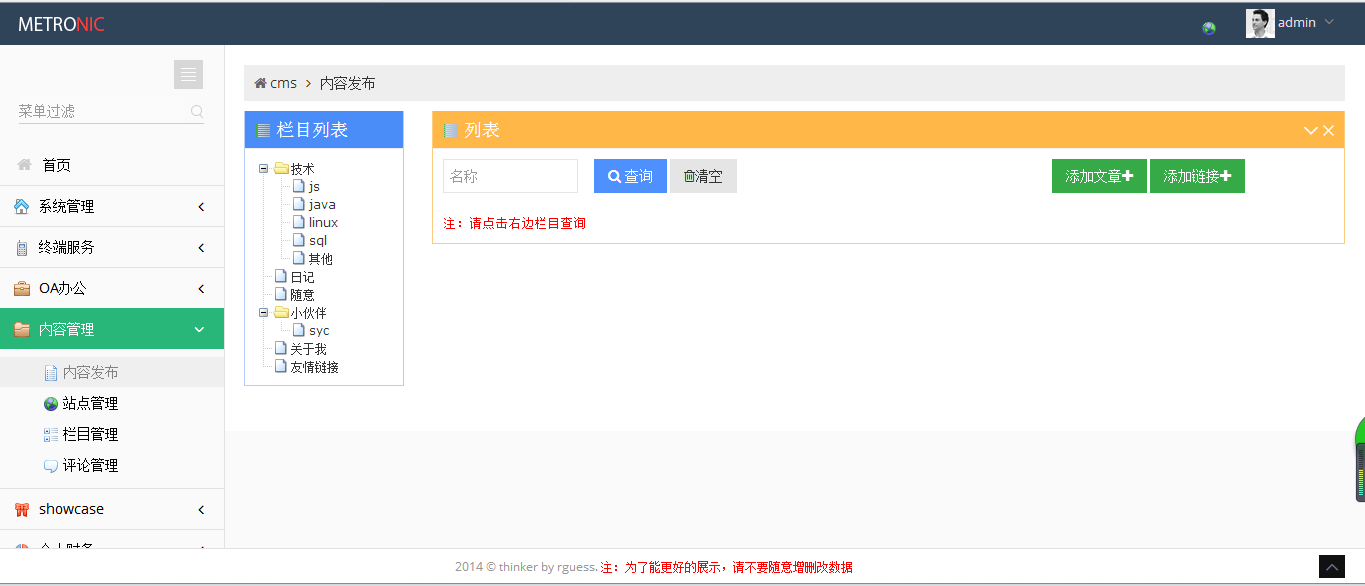 METRONIC
admin
菜单过滤
首页
系统管理
终端服务
OA办公
内容管理
内容发布
站点管理
栏目管理
评论管理
showcase
个人财务
cms > 内容发布
栏目列表
技术
js
java
linux
sql
其他
日记
随意
小伙伴
syc
关于我
友情链接
列表
名称 查询 清空 添加文章 添加链接
注：请点击右边栏目查询
2014 © thinker by rguess. 注：为了能更好的展示，请不要随意增删改数据